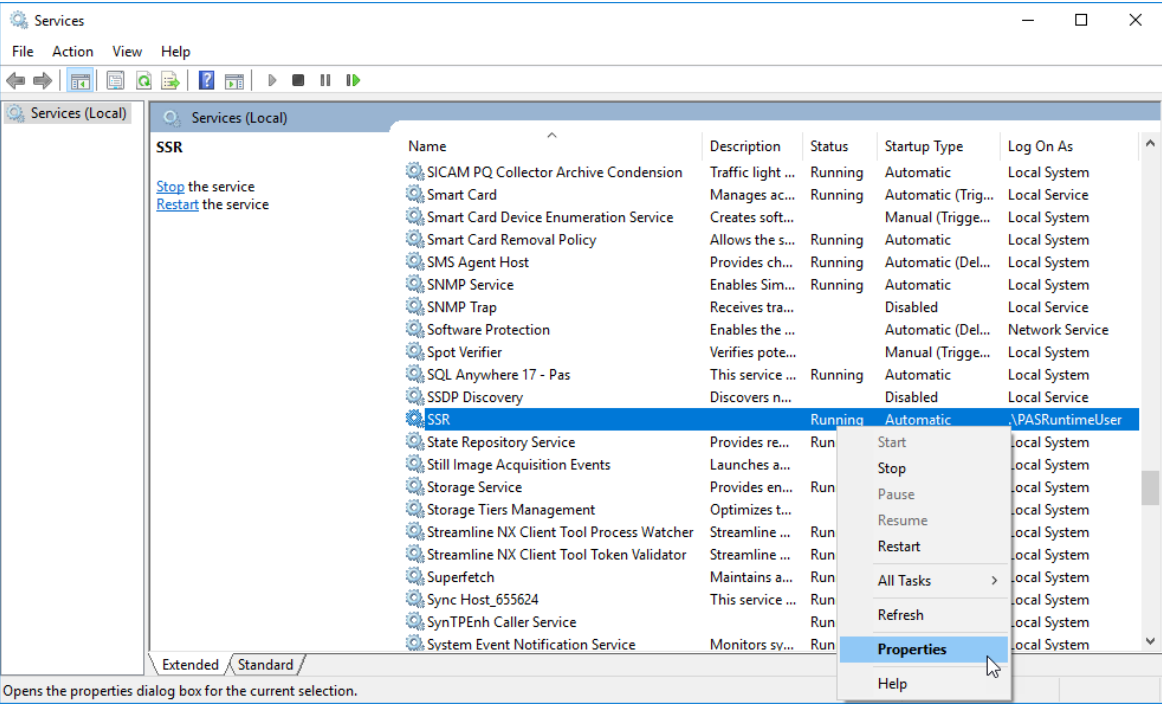 Services
File Action View Help
Services (Local)
Services (Local)
SSR
Stop the service
Restart the service
Name Description Status Startup Type Log On As
SICAM PQ Collector Archive Condension Traffic light ... Running Automatic Local System
Smart Card Manages ac... Running Automatic (Trig... Local Service
Smart Card Device Enumeration Service Creates soft... Manual (Trigge... Local System
Smart Card Removal Policy Allows the s... Running Automatic Local System
SMS Agent Host Provides ch... Running Automatic (Del... Local System
SNMP Service Enables Sim... Running Automatic Local System
SNMP Trap Receives tra... Disabled Local Service
Software Protection Enables the ... Automatic (Del... Network Service
Spot Verifier Verifies pote... Manual (Trigge... Local System
SQL Anywhere 17 - Pas This service ... Running Automatic Local System
SSDP Discovery Discovers n... Disabled Local Service
SSR Running Automatic .\PASRuntimeUser
State Repository Service Provides re... Run Local System
Still Image Acquisition Events Launches a... Local System
Storage Service Provides en... Run Local System
Storage Tiers Management Optimizes t... Local System
Streamline NX Client Tool Process Watcher Streamline ... Run Local System
Streamline NX Client Tool Token Validator Streamline ... Run Local System
Superfetch Maintains a... Run Local System
Sync Host_655624 This service ... Run Local System
SynTPEnh Caller Service Run Local System
System Event Notification Service Monitors sy... Run Local System
Start
Stop
Pause
Resume
Restart
All Tasks
Refresh
Properties
Help
Extended Standard
Opens the properties dialog box for the current selection.